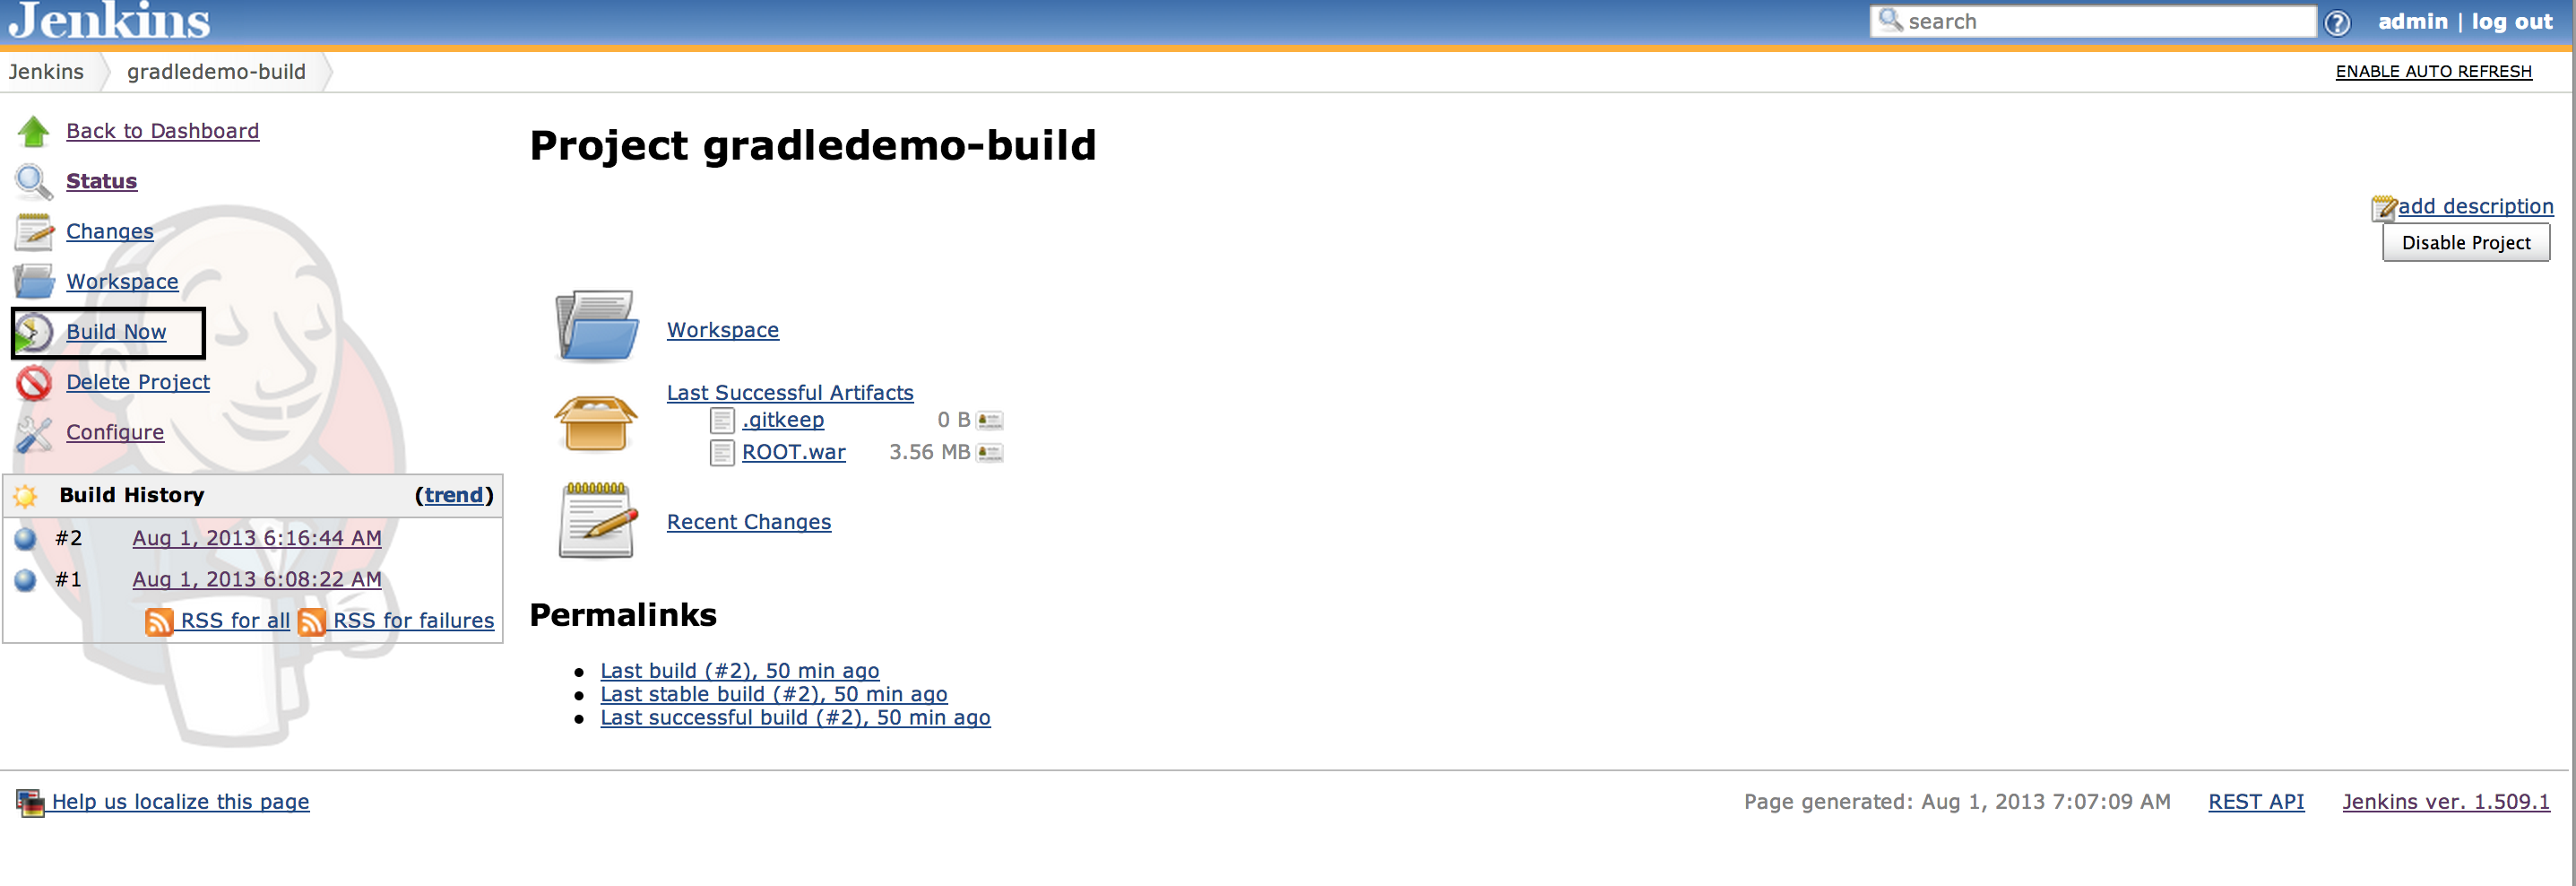 Jenkins
search
admin | log out
Jenkins gradledemo-build
ENABLE AUTO REFRESH
Back to Dashboard
Status
Changes
Workspace
Build Now
Delete Project
Configure
Build History (trend)
#2 Aug 1, 2013 6:16:44 AM
#1 Aug 1, 2013 6:08:22 AM
RSS for all RSS for failures
Project gradledemo-build
add description
Disable Project
Workspace
Last Successful Artifacts
.gitkeep 0 B
ROOT.war 3.56 MB
Recent Changes
Permalinks
Last build (#2), 50 min ago
Last stable build (#2), 50 min ago
Last successful build (#2), 50 min ago
Help us localize this page
Page generated: Aug 1, 2013 7:07:09 AM REST API Jenkins ver. 1.509.1